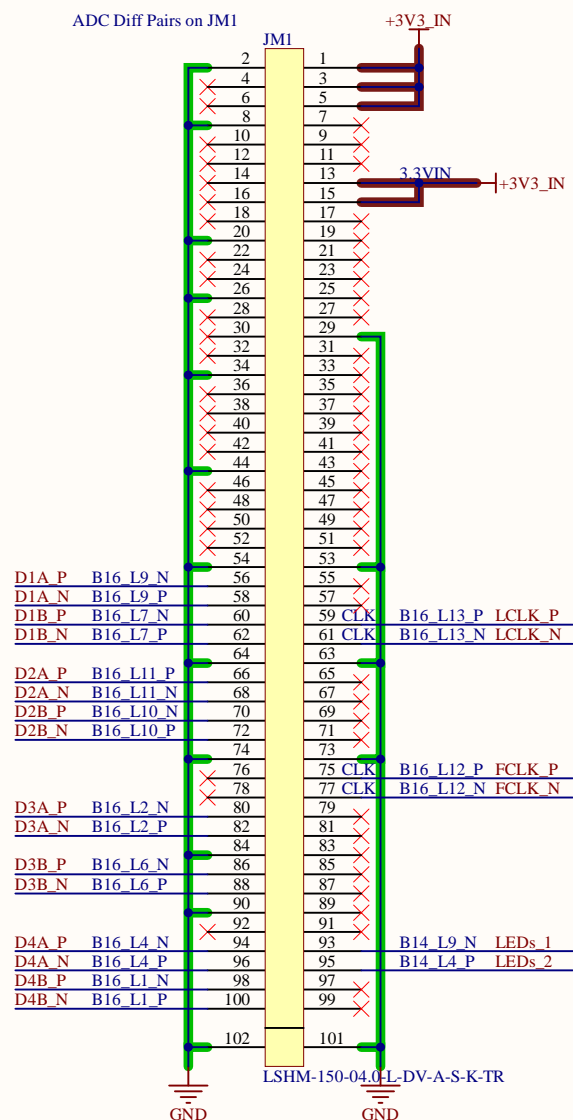 ADC Diff Pairs on JM1
+3V3_IN
JM1
2 1
4 3
6 5
8 7
10 9
12 11
14 13 3.3VIN +3V3_IN
16 15
18 17
20 19
22 21
24 23
26 25
28 27
30 29
32 31
34 33
36 35
38 37
40 39
42 41
44 43
46 45
48 47
50 49
52 51
54 53
D1A_P B16_L9_N 56 55
D1A_N B16_L9_P 58 57
D1B_P B16_L7_N 60 59 CLK B16_L13_P LCLK_P
D1B_N B16_L7_P 62 61 CLK B16_L13_N LCLK_N
64 63
D2A_P B16_L11_P 66 65
D2A_N B16_L11_N 68 67
D2B_P B16_L10_N 70 69
D2B_N B16_L10_P 72 71
74 73
76 75 CLK B16_L12_P FCLK_P
78 77 CLK B16_L12_N FCLK_N
D3A_P B16_L2_N 80 79
D3A_N B16_L2_P 82 81
84 83
D3B_P B16_L6_N 86 85
D3B_N B16_L6_P 88 87
90 89
92 91
D4A_P B16_L4_N 94 93 B14_L9_N LEDs_1
D4A_N B16_L4_P 96 95 B14_L4_P LEDs_2
D4B_P B16_L1_N 98 97
D4B_N B16_L1_P 100 99
102 101
LSHM-150-04.0-L-DV-A-S-K-TR
GND GND